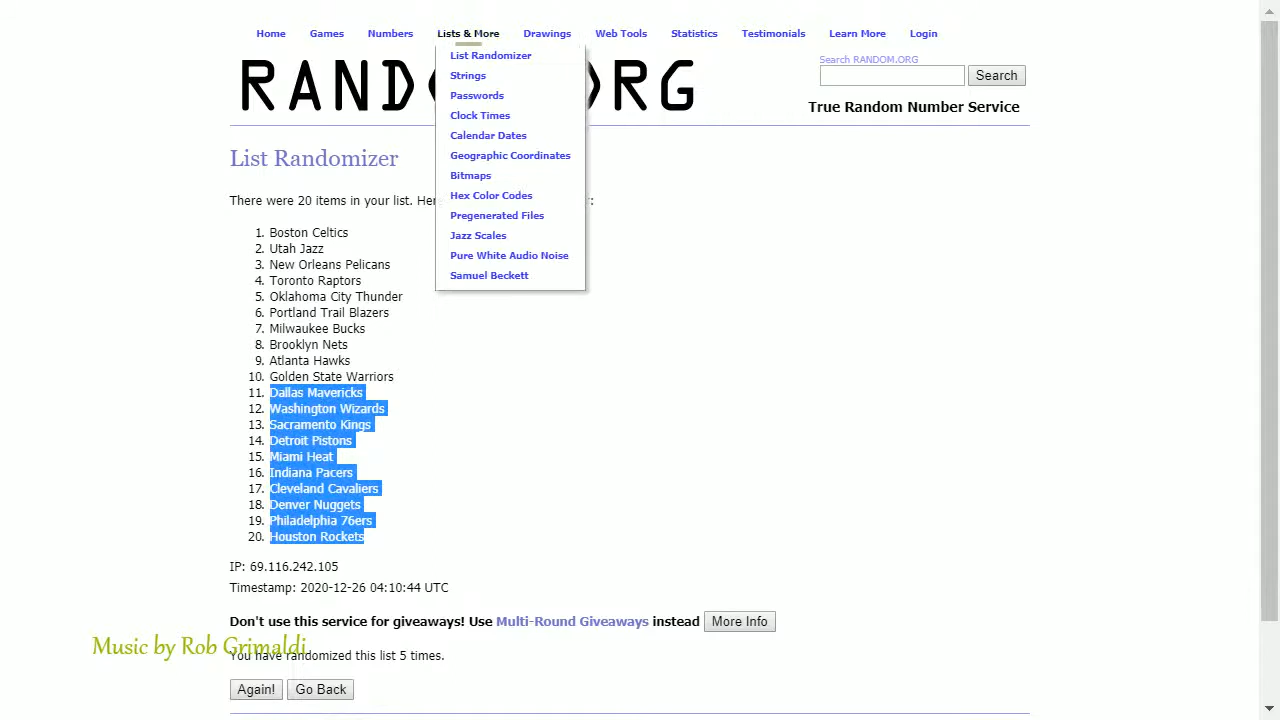 Home Games Numbers Lists & More Drawings Web Tools Statistics Testimonials Learn More Login
List Randomizer
Strings
Passwords
Clock Times
Calendar Dates
Geographic Coordinates
Bitmaps
Hex Color Codes
Pregenerated Files
Jazz Scales
Pure White Audio Noise
Samuel Beckett
Search RANDOM.ORG
Search
RAND RG
True Random Number Service
List Randomizer
There were 20 items in your list. Her :
1. Boston Celtics
2. Utah Jazz
3. New Orleans Pelicans
4. Toronto Raptors
5. Oklahoma City Thunder
6. Portland Trail Blazers
7. Milwaukee Bucks
8. Brooklyn Nets
9. Atlanta Hawks
10. Golden State Warriors
11. Dallas Mavericks
12. Washington Wizards
13. Sacramento Kings
14. Detroit Pistons
15. Miami Heat
16. Indiana Pacers
17. Cleveland Cavaliers
18. Denver Nuggets
19. Philadelphia 76ers
20. Houston Rockets
IP: 69.116.242.105
Timestamp: 2020-12-26 04:10:44 UTC
Don't use this service for giveaways! Use Multi-Round Giveaways instead More Info
Music by Rob Grimaldi
You have randomized this list 5 times.
Again! Go Back